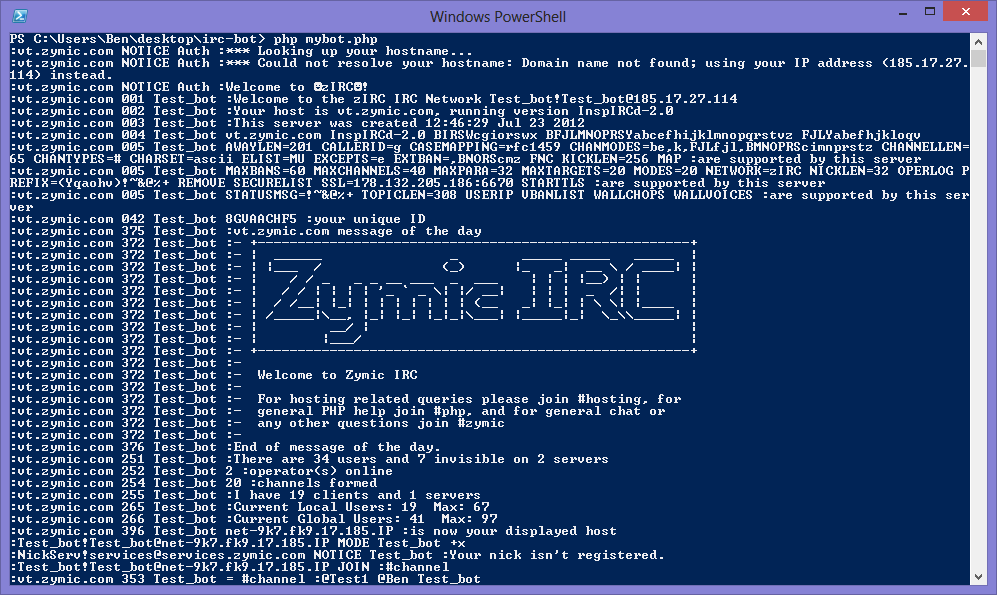 Windows PowerShell
PS C:\Users\Ben\desktop\irc-bot> php mybot.php
:vt.zymic.com NOTICE Auth :*** Looking up your hostname...
:vt.zymic.com NOTICE Auth :*** Could not resolve your hostname: Domain name not found; using your IP address (185.17.27.
114) instead.
:vt.zymic.com NOTICE Auth :Welcome to ☻zIRC☻!
:vt.zymic.com 001 Test_bot :Welcome to the zIRC IRC Network Test_bot!Test_bot@185.17.27.114
:vt.zymic.com 002 Test_bot :Your host is vt.zymic.com, running version InspIRCd-2.0
:vt.zymic.com 003 Test_bot :This server was created 12:46:29 Jul 23 2012
:vt.zymic.com 004 Test_bot vt.zymic.com InspIRCd-2.0 BIRSWcgiorswx BFJLMNOPRSYabcefhijklmnopqrstvz FJLYabefhjkloqv
:vt.zymic.com 005 Test_bot AWAYLEN=201 CALLERID=g CASEMAPPING=rfc1459 CHANMODES=be,k,FJLfjl,BMNOPRScimnprstz CHANNELLEN=
65 CHANTYPES=# CHARSET=ascii ELIST=MU EXCEPTS=e EXTBAN=,BNORScmz FNC KICKLEN=256 MAP :are supported by this server
:vt.zymic.com 005 Test_bot MAXBANS=60 MAXCHANNELS=40 MAXPARA=32 MAXTARGETS=20 MODES=20 NETWORK=zIRC NICKLEN=32 OPERLOG P
REFIX=(Yqaohv)!~&@%+ REMOVE SECURELIST SSL=178.132.205.186:6670 STARTTLS :are supported by this server
:vt.zymic.com 005 Test_bot STATUSMSG=!~&@%+ TOPICLEN=308 USERIP VBANLIST WALLCHOPS WALLVOICES :are supported by this ser
ver
:vt.zymic.com 042 Test_bot 8GVAACHF5 :your unique ID
:vt.zymic.com 375 Test_bot :vt.zymic.com message of the day
:vt.zymic.com 372 Test_bot :- +------------------------------------------------------+
:vt.zymic.com 372 Test_bot :- |
:vt.zymic.com 372 Test_bot :- |
:vt.zymic.com 372 Test_bot :- |
:vt.zymic.com 372 Test_bot :- | Zymic IRC |
:vt.zymic.com 372 Test_bot :- |
:vt.zymic.com 372 Test_bot :- |
:vt.zymic.com 372 Test_bot :- |
:vt.zymic.com 372 Test_bot :- |
:vt.zymic.com 372 Test_bot :- +------------------------------------------------------+
:vt.zymic.com 372 Test_bot :-
:vt.zymic.com 372 Test_bot :-  Welcome to Zymic IRC
:vt.zymic.com 372 Test_bot :-
:vt.zymic.com 372 Test_bot :-  For hosting related queries please join #hosting, for
:vt.zymic.com 372 Test_bot :-  general PHP help join #php, and for general chat or
:vt.zymic.com 372 Test_bot :-  any other questions join #zymic
:vt.zymic.com 372 Test_bot :-
:vt.zymic.com 376 Test_bot :End of message of the day.
:vt.zymic.com 251 Test_bot :There are 34 users and 7 invisible on 2 servers
:vt.zymic.com 252 Test_bot 2 :operator(s) online
:vt.zymic.com 254 Test_bot 20 :channels formed
:vt.zymic.com 255 Test_bot :I have 19 clients and 1 servers
:vt.zymic.com 265 Test_bot :Current Local Users: 19  Max: 67
:vt.zymic.com 266 Test_bot :Current Global Users: 41  Max: 97
:vt.zymic.com 396 Test_bot net-9k7.fk9.17.185.IP :is now your displayed host
:Test_bot!Test_bot@net-9k7.fk9.17.185.IP MODE Test_bot +x
:NickServ!services@services.zymic.com NOTICE Test_bot :Your nick isn't registered.
:Test_bot!Test_bot@net-9k7.fk9.17.185.IP JOIN :#channel
:vt.zymic.com 353 Test_bot = #channel :@Test1 @Ben Test_bot